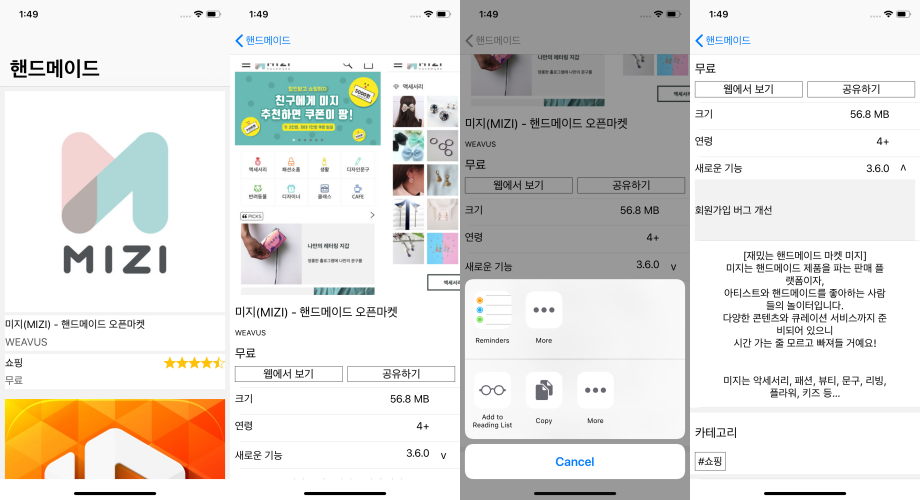 1:49
핸드메이드
MIZI
미지(MIZI) - 핸드메이드 오픈마켓
WEAVUS
쇼핑
무료
1:49
핸드메이드
MIZI
친구에게 미지
추천하면 쿠폰이 팡!
액세서리
패션소품
생활
디자인문구
반려동물
디자이너
클래스
CAFE
PICKS
나만의 레터링 지갑
액세서리
미지(MIZI) - 핸드메이드 오픈마켓
WEAVUS
무료
웹에서 보기
공유하기
크기
56.8 MB
연령
4+
새로운 기능
3.6.0
1:49
핸드메이드
나만의 레터링 지갑
미지(MIZI) - 핸드메이드 오픈마켓
WEAVUS
무료
웹에서 보기
공유하기
크기
56.8 MB
연령
4+
새로운 기능
3.6.0
Reminders
More
Add to
Reading List
Copy
More
Cancel
1:49
핸드메이드
무료
웹에서 보기
공유하기
크기
56.8 MB
연령
4+
새로운 기능
3.6.0
회원가입 버그 개선
[재밌는 핸드메이드 마켓 미지]
미지는 핸드메이드 제품을 파는 판매 플
랫폼이자,
아티스트와 핸드메이드를 좋아하는 사람
들의 놀이터입니다.
다양한 콘텐츠와 큐레이션 서비스까지 준
비되어 있으니
시간 가는 줄 모르고 빠져들 거예요!
미지는 악세서리, 패션, 뷰티, 문구, 리빙,
플라워, 키즈 등...
카테고리
#쇼핑